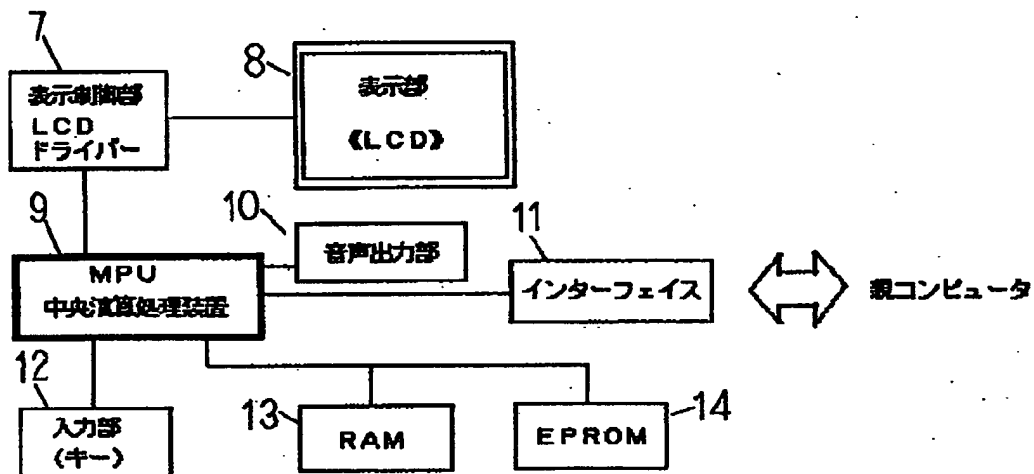 7
表示制御部
LCD
ドライバー
8
表示部
《LCD》
9
MPU
中央演算処理装置
10
音声出力部
11
インターフェイス
親コンピュータ
12
入力部
(キー)
13
RAM
EPROM
14